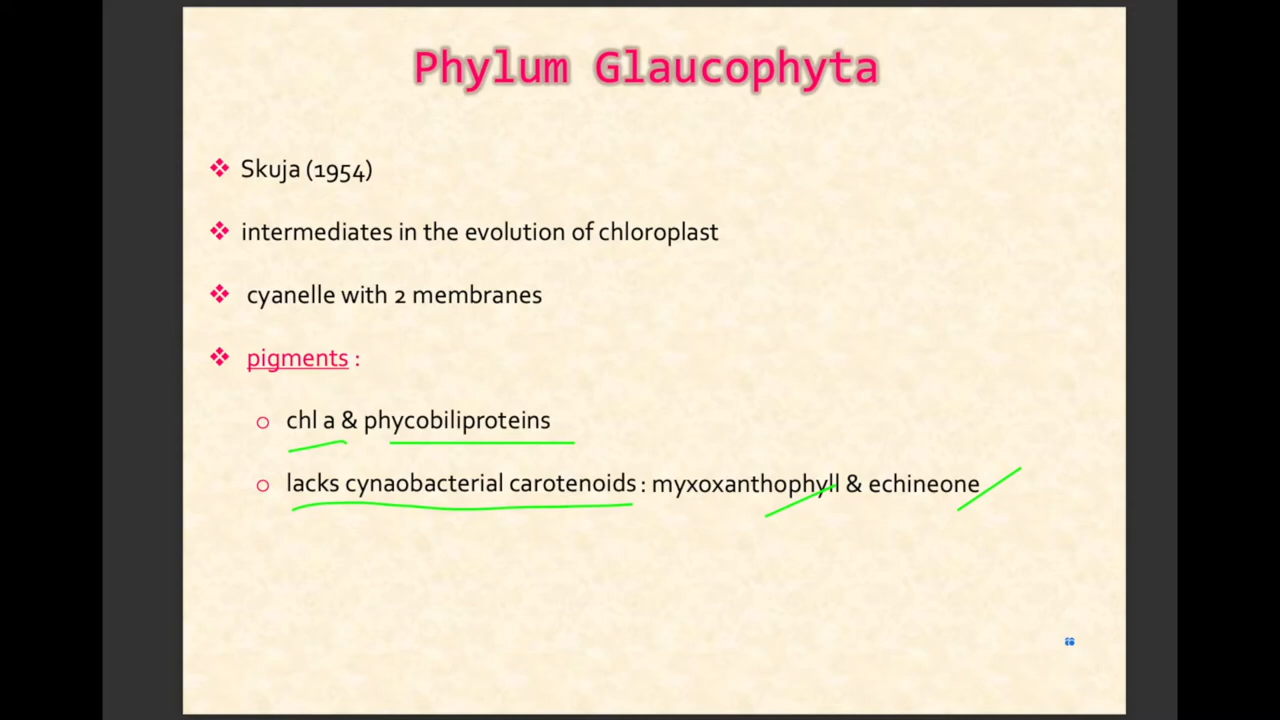 Phylum Glaucophyta
Skuja (1954)
intermediates in the evolution of chloroplast
cyanelle with 2 membranes
pigments :
chl a & phycobiliproteins
lacks cynaobacterial carotenoids : myxoxanthophyll & echineone